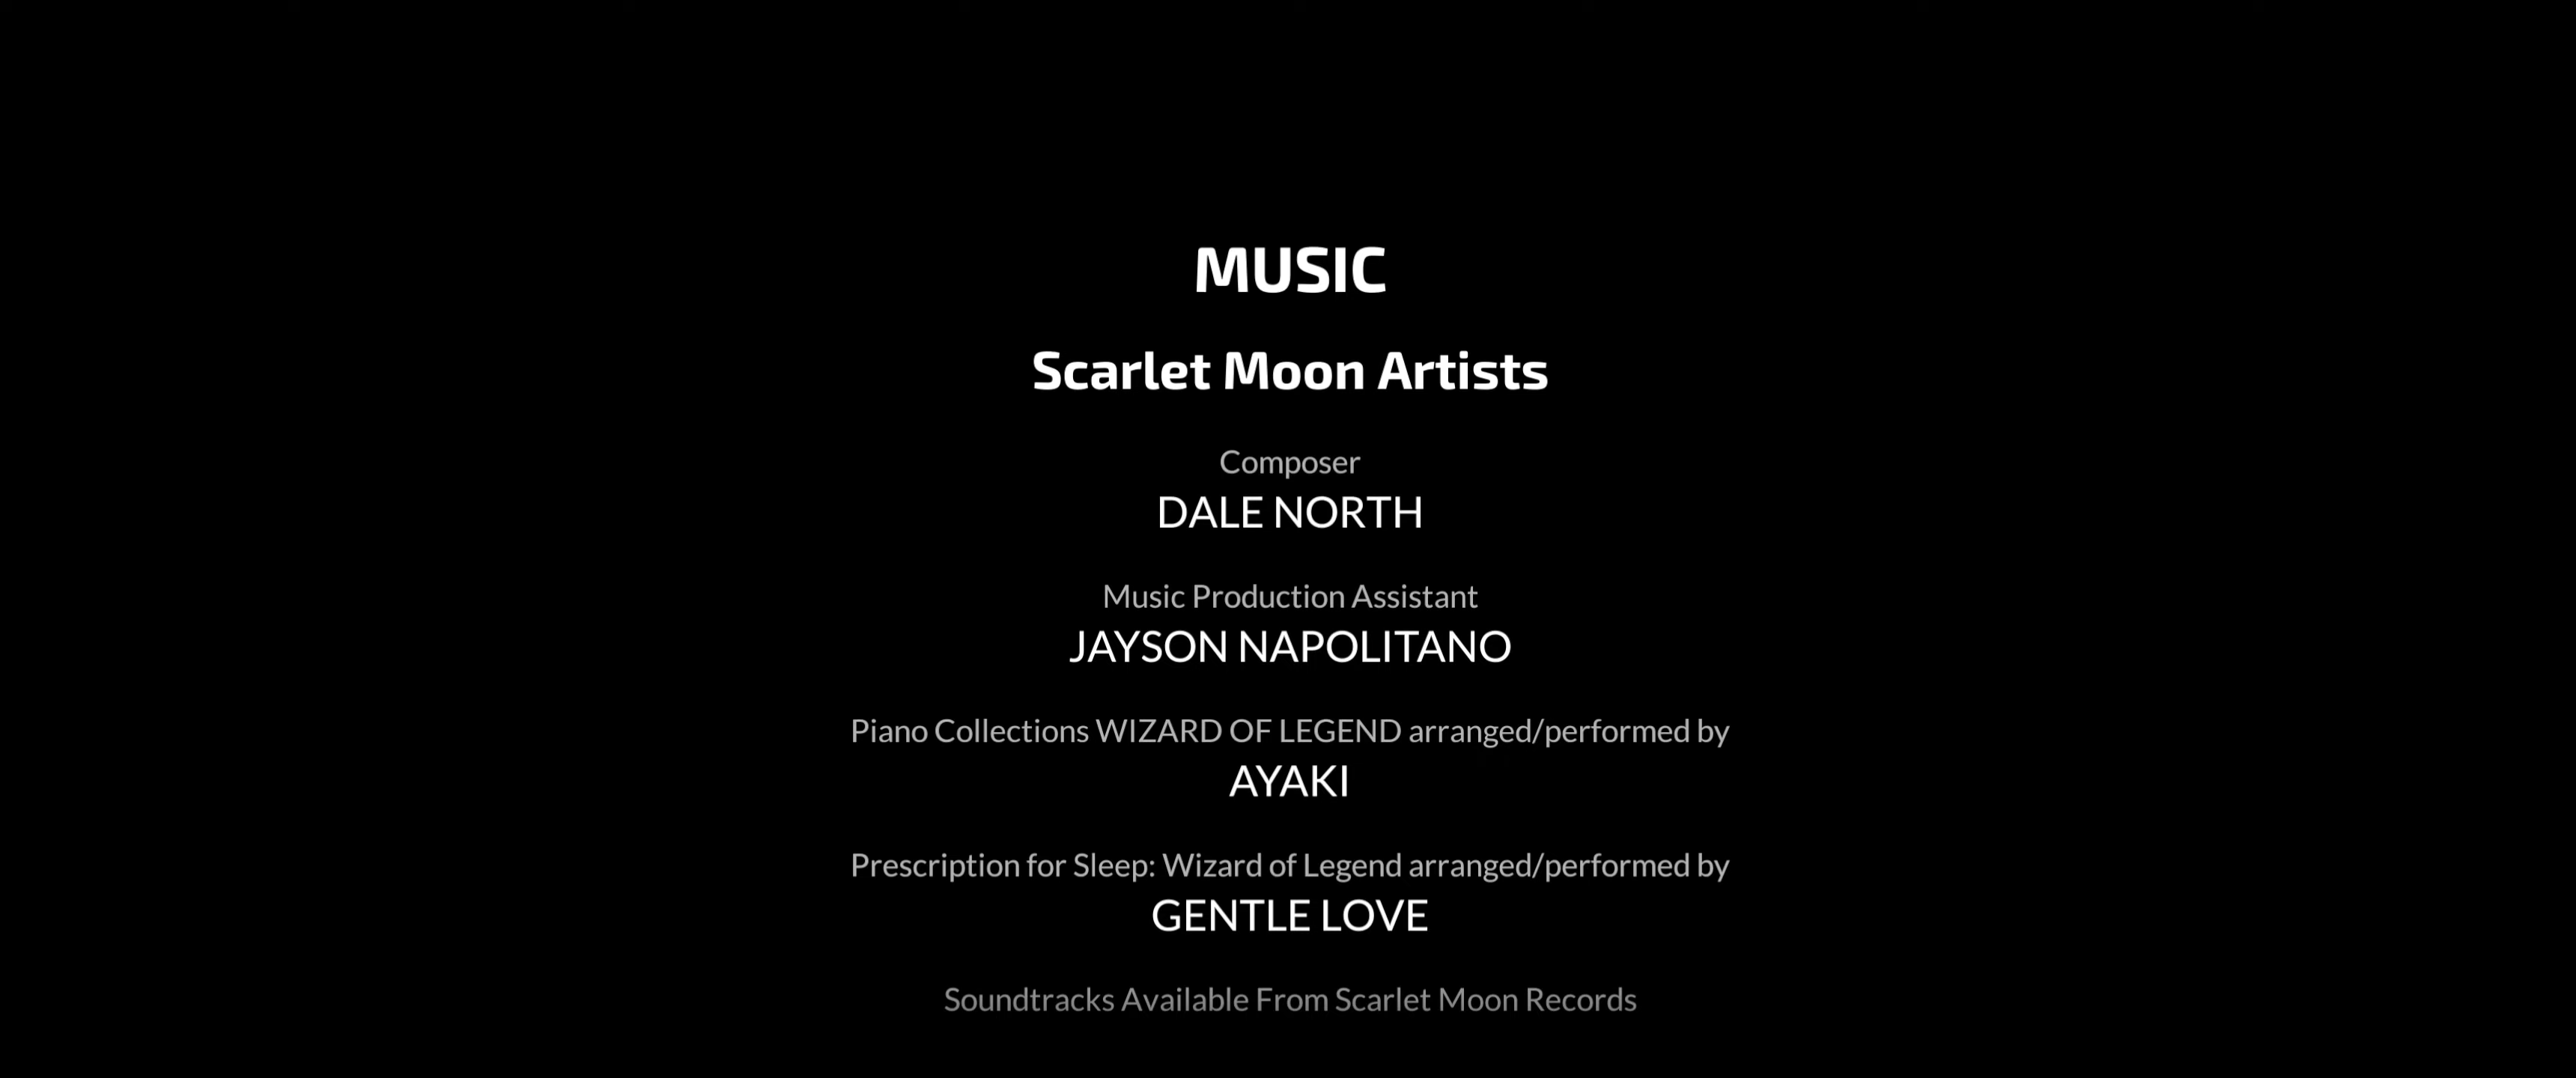 MUSIC
Scarlet Moon Artists
Composer
DALE NORTH
Music Production Assistant
JAYSON NAPOLITANO
Piano Collections WIZARD OF LEGEND arranged/performed by
AYAKI
Prescription for Sleep: Wizard of Legend arranged/performed by
GENTLE LOVE
Soundtracks Available From Scarlet Moon Records